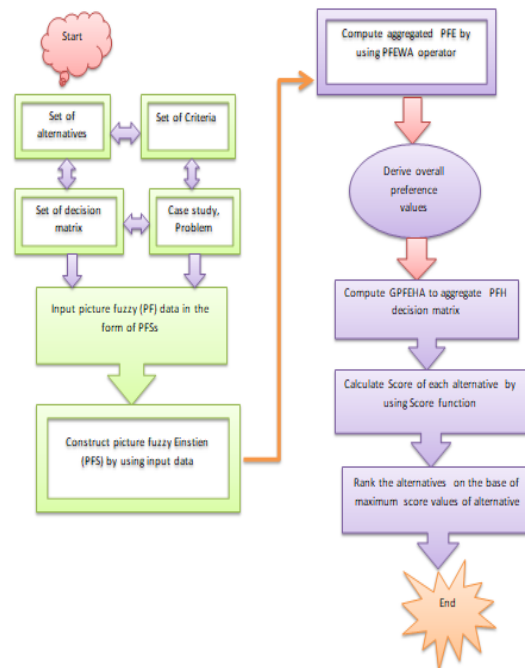 Start
Set of
alternatives
Set of Criteria
Set of decision
matrix
Case study,
Problem
Input picture fuzzy (PF) data in the
form of PFSs
Construct picture fuzzy Einstien
(PFS) by using input data
Compute aggregated PFE by
using PFEWA operator
Derive overall
preference
values
Compute GPFEHA to aggregate PFH
decision matrix
Calculate Score of each alternative by
using Score function
Rank the alternatives on the base of
maximum score values of alternative
End